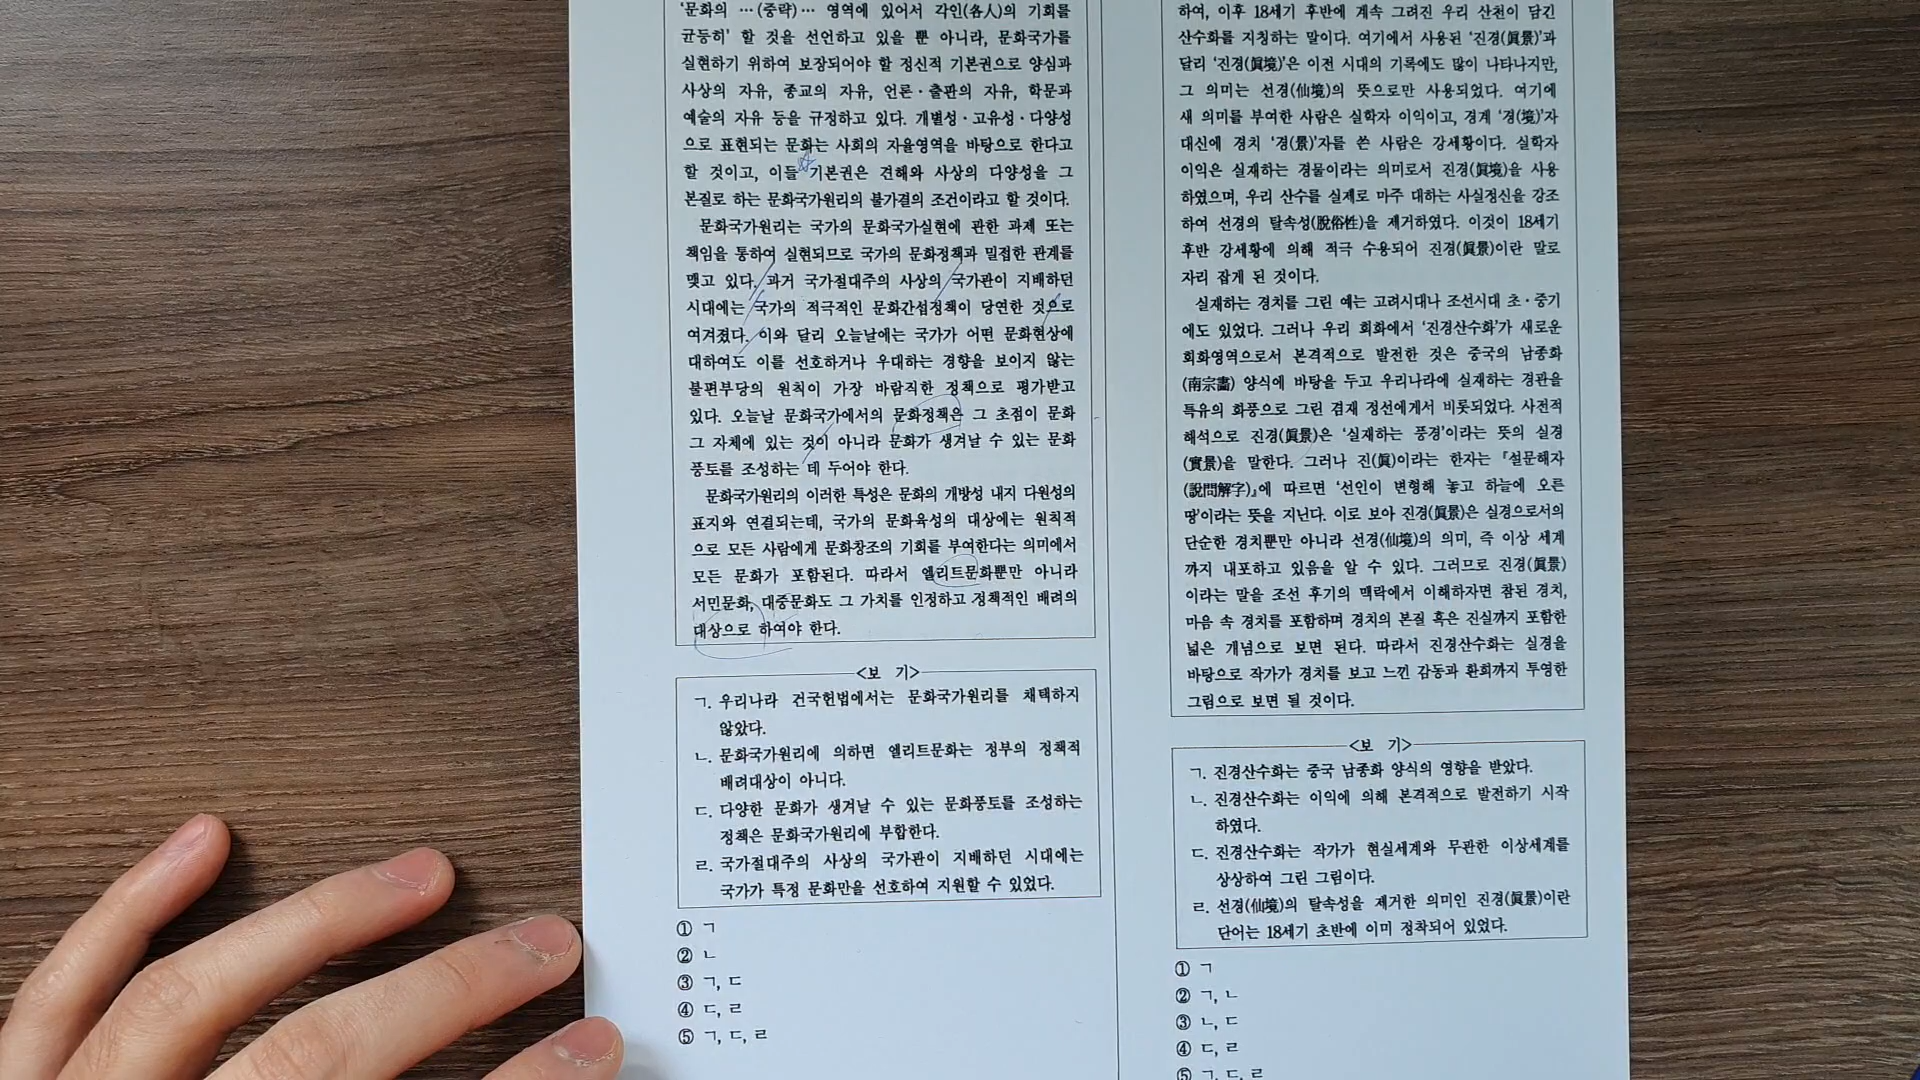 '문화의 …(중략)… 영역에 있어서 각인(各人)의 기회를
균등히' 할 것을 선언하고 있을 뿐 아니라, 문화국가를
실현하기 위하여 보장되어야 할 정신적 기본권으로 양심과
사상의 자유, 종교의 자유, 언론·출판의 자유, 학문과
예술의 자유 등을 규정하고 있다. 개별성·고유성·다양성
으로 표현되는 문화는 사회의 자율영역을 바탕으로 한다고
할 것이고, 이들 기본권은 견해와 사상의 다양성을 그
본질로 하는 문화국가원리의 불가결의 조건이라고 할 것이다.
문화국가원리는 국가의 문화국가실현에 관한 과제 또는
책임을 통하여 실현되므로 국가의 문화정책과 밀접한 관계를
맺고 있다. 과거 국가절대주의 사상의 국가관이 지배하던
시대에는 국가의 적극적인 문화간섭정책이 당연한 것으로
여겨졌다. 이와 달리 오늘날에는 국가가 어떤 문화현상에
대하여도 이를 선호하거나 우대하는 경향을 보이지 않는
불편부당의 원칙이 가장 바람직한 정책으로 평가받고
있다. 오늘날 문화국가에서의 문화정책은 그 초점이 문화
그 자체에 있는 것이 아니라 문화가 생겨날 수 있는 문화
풍토를 조성하는 데 두어야 한다.
문화국가원리의 이러한 특성은 문화의 개방성 내지 다원성의
표지와 연결되는데, 국가의 문화육성의 대상에는 원칙적
으로 모든 사람에게 문화창조의 기회를 부여한다는 의미에서
모든 문화가 포함된다. 따라서 엘리트문화뿐만 아니라
서민문화, 대중문화도 그 가치를 인정하고 정책적인 배려의
대상으로 하여야 한다.
<보 기>
ㄱ. 우리나라 건국헌법에서는 문화국가원리를 채택하지
않았다.
ㄴ. 문화국가원리에 의하면 엘리트문화는 정부의 정책적
배려대상이 아니다.
ㄷ. 다양한 문화가 생겨날 수 있는 문화풍토를 조성하는
정책은 문화국가원리에 부합한다.
ㄹ. 국가절대주의 사상의 국가관이 지배하던 시대에는
국가가 특정 문화만을 선호하여 지원할 수 있었다.
① ㄱ
② ㄴ
③ ㄱ, ㄷ
④ ㄷ, ㄹ
⑤ ㄱ, ㄷ, ㄹ
하여, 이후 18세기 후반에 계속 그려진 우리 산천이 담긴
산수화를 지칭하는 말이다. 여기에서 사용된 '진경(眞景)'과
달리 '진경(眞境)'은 이전 시대의 기록에도 많이 나타나지만,
그 의미는 선경(仙境)의 뜻으로만 사용되었다. 여기에
새 의미를 부여한 사람은 실학자 이익이고, 경계 '경(境)'자
대신에 경치 '경(景)'자를 쓴 사람은 강세황이다. 실학자
이익은 실재하는 경물이라는 의미로서 진경(眞境)을 사용
하였으며, 우리 산수를 실제로 마주 대하는 사실정신을 강조
하여 선경의 탈속성(脫俗性)을 제거하였다. 이것이 18세기
후반 강세황에 의해 적극 수용되어 진경(眞景)이란 말로
자리 잡게 된 것이다.
실재하는 경치를 그린 예는 고려시대나 조선시대 초·중기
에도 있었다. 그러나 우리 회화에서 '진경산수화'가 새로운
회화영역으로서 본격적으로 발전한 것은 중국의 남종화
(南宗畵) 양식에 바탕을 두고 우리나라에 실재하는 경관을
특유의 화풍으로 그린 겸재 정선에게서 비롯되었다. 사전적
해석으로 진경(眞景)은 '실재하는 풍경'이라는 뜻의 실경
(實景)을 말한다. 그러나 진(眞)이라는 한자는 『설문해자
(說問解字)』에 따르면 '선인이 변형해 놓고 하늘에 오른
땅'이라는 뜻을 지닌다. 이로 보아 진경(眞景)은 실경으로서의
단순한 경치뿐만 아니라 선경(仙境)의 의미, 즉 이상 세계
까지 내포하고 있음을 알 수 있다. 그러므로 진경(眞景)
이라는 말을 조선 후기의 맥락에서 이해하자면 참된 경치,
마음 속 경치를 포함하며 경치의 본질 혹은 진실까지 포함한
넓은 개념으로 보면 된다. 따라서 진경산수화는 실경을
바탕으로 작가가 경치를 보고 느낀 감동과 환희까지 투영한
그림으로 보면 될 것이다.
<보 기>
ㄱ. 진경산수화는 중국 남종화 양식의 영향을 받았다.
ㄴ. 진경산수화는 이익에 의해 본격적으로 발전하기 시작
하였다.
ㄷ. 진경산수화는 작가가 현실세계와 무관한 이상세계를
상상하여 그린 그림이다.
ㄹ. 선경(仙境)의 탈속성을 제거한 의미인 진경(眞景)이란
단어는 18세기 초반에 이미 정착되어 있었다.
① ㄱ
② ㄱ, ㄴ
③ ㄴ, ㄷ
④ ㄷ, ㄹ
⑤ ㄱ, ㄷ, ㄹ